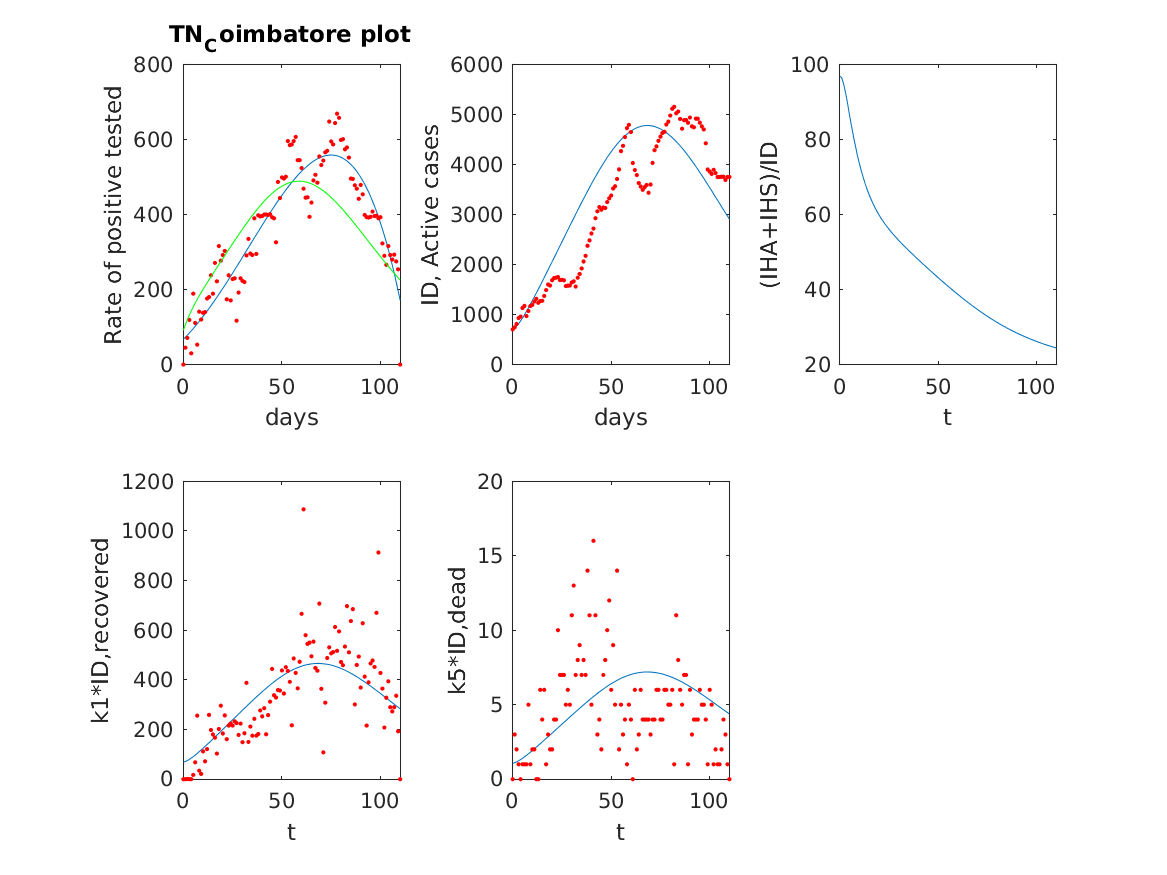 TN_Coimbatore plot
800
600
400
200
0
0 50 100
Rate of positive tested
days
6000
5000
4000
3000
2000
1000
0
0 50 100
ID, Active cases
days
100
80
60
40
20
0 50 100
(IHA+IHS)/ID
t
1200
1000
800
600
400
200
0
0 50 100
k1*ID,recovered
t
20
15
10
5
0
0 50 100
k5*ID,dead
t